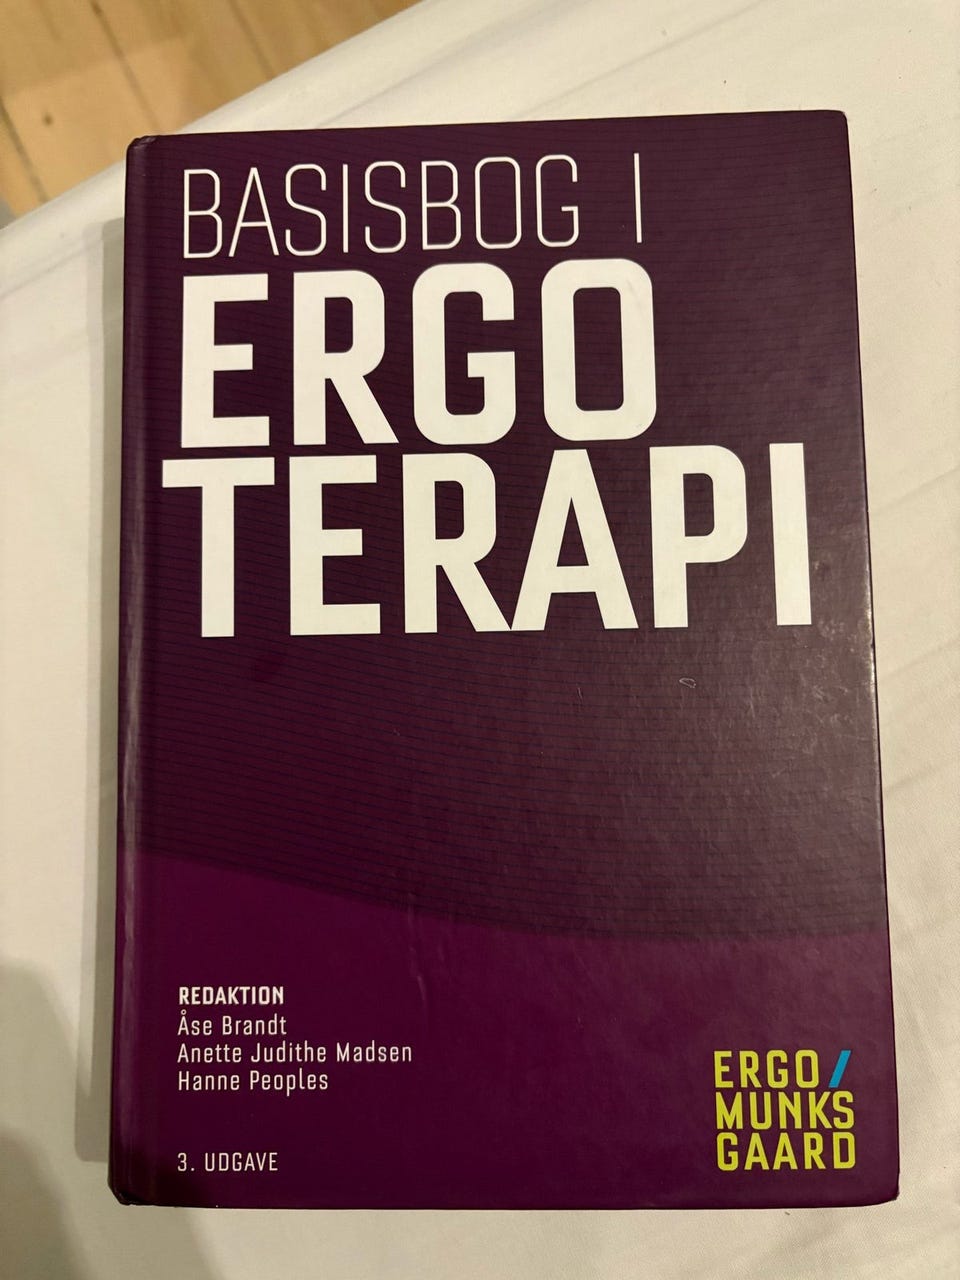 BASISBOG I
ERGO
TERAPI
REDAKTION
Åse Brandt
Anette Judithe Madsen
Hanne Peoples
3. UDGAVE
ERGO/
MUNKS
GAARD